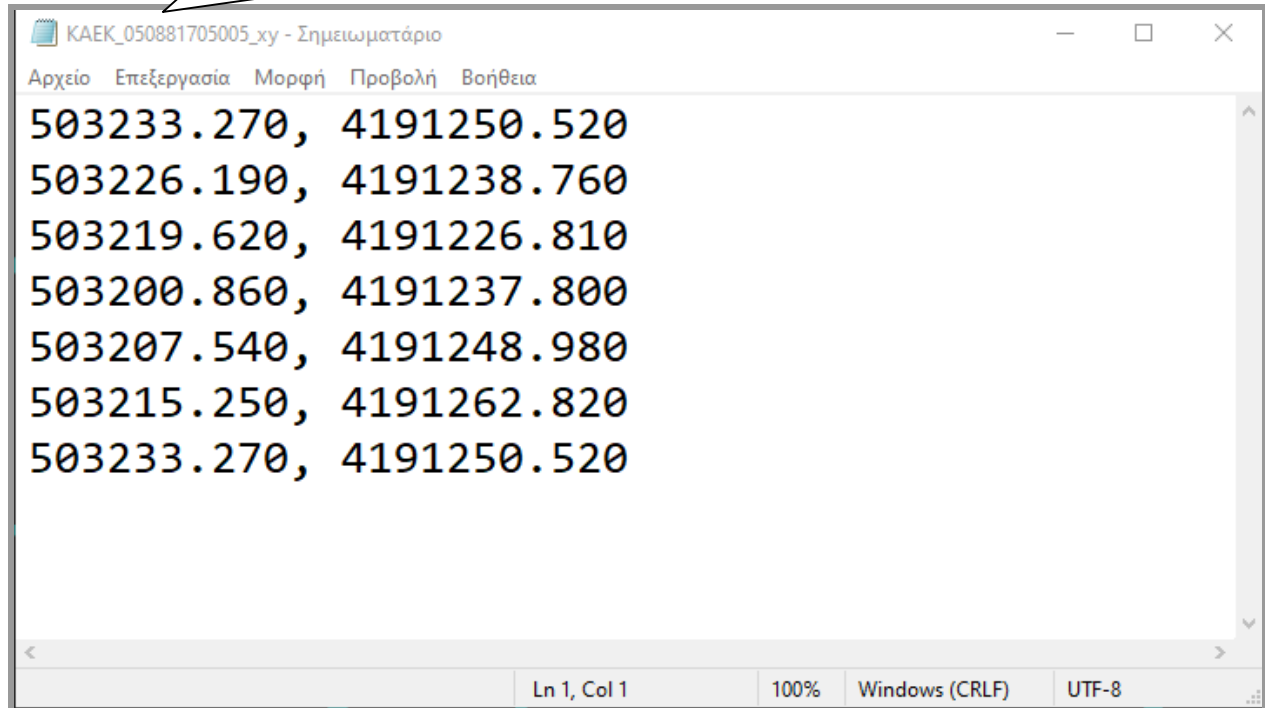 KAEK_050881705005_xy - Σημειωματάριο
Αρχείο Επεξεργασία Μορφή Προβολή Βοήθεια
503233.270, 4191250.520
503226.190, 4191238.760
503219.620, 4191226.810
503200.860, 4191237.800
503207.540, 4191248.980
503215.250, 4191262.820
503233.270, 4191250.520
Ln 1, Col 1 100% Windows (CRLF) UTF-8